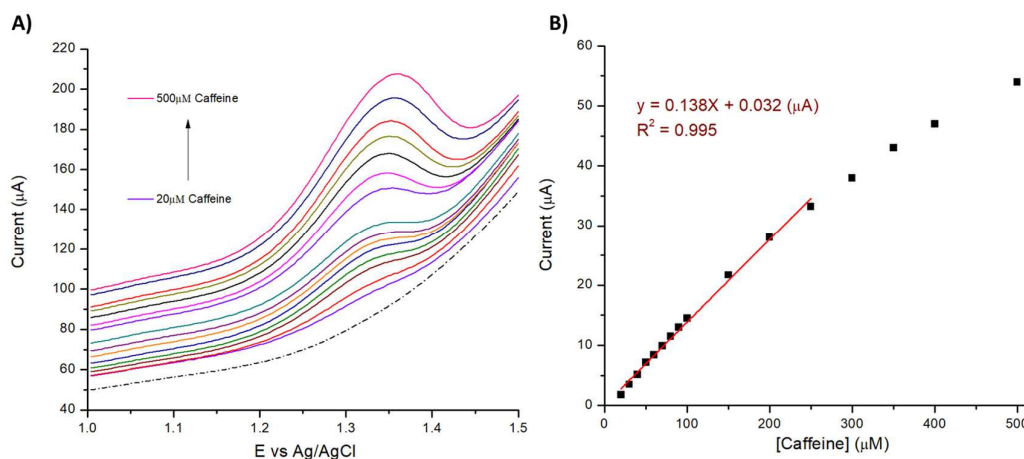 A)
220
200
180
160
140
120
100
80
60
40
Current (µA)
500µM Caffeine
20µM Caffeine
1.0
1.1
1.2
1.3
1.4
1.5
E vs Ag/AgCl
B)
60
50
40
30
20
10
0
Current (µA)
y = 0.138X + 0.032 (µA)
R² = 0.995
0
100
200
300
400
500
[Caffeine] (µM)